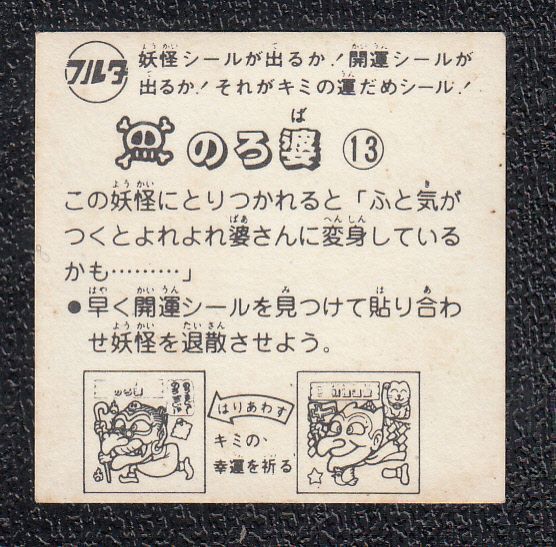 フルタ
妖怪シールが出るか!開運シールが
出るか!それがキミの運だめシール!
のろ婆 ⑬
この妖怪にとりつかれると「ふと気が
つくとよれよれ婆さんに変身している
かも………」
●早く開運シールを見つけて貼り合わ
せ妖怪を退散させよう。
はりあわす
キミの
幸運を祈る